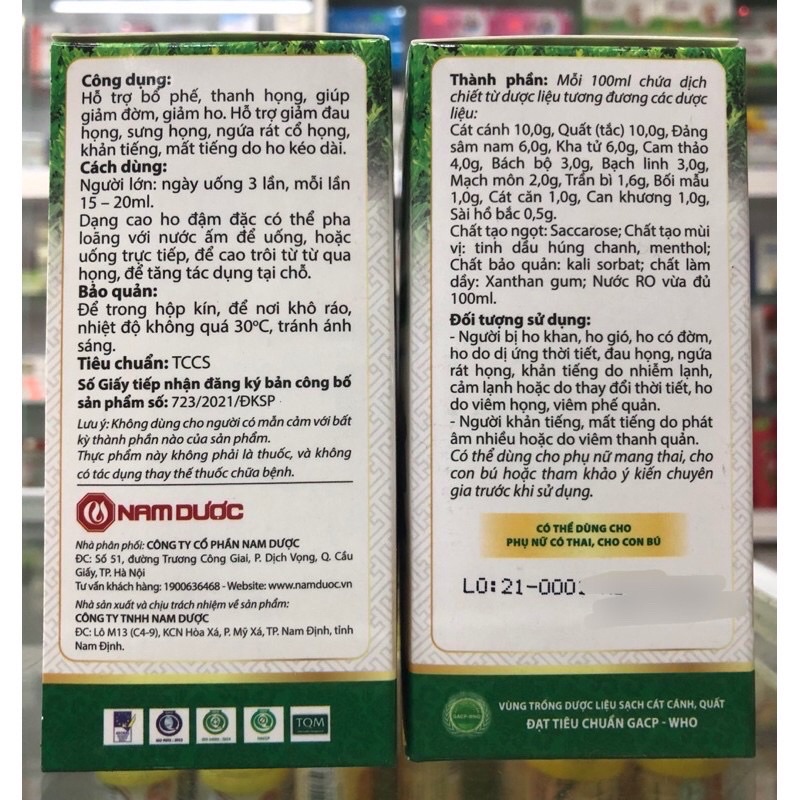 Công dụng:
Hỗ trợ bổ phế, thanh họng, giúp
giảm đờm, giảm ho. Hỗ trợ giảm đau
họng, sưng họng, ngứa rát cổ họng,
khản tiếng, mất tiếng do ho kéo dài.
Cách dùng:
Người lớn: ngày uống 3 lần, mỗi lần
15 – 20ml.
Dạng cao ho đậm đặc có thể pha
loãng với nước ấm để uống, hoặc
uống trực tiếp, để cao trôi từ từ qua
họng, để tăng tác dụng tại chỗ.
Bảo quản:
Để trong hộp kín, để nơi khô ráo,
nhiệt độ không quá 30ºC, tránh ánh
sáng.
Tiêu chuẩn: TCCS
Số Giấy tiếp nhận đăng ký bản công bố
sản phẩm số: 723/2021/ĐKSP
Lưu ý: Không dùng cho người có mẫn cảm với bất
kỳ thành phần nào của sản phẩm.
Thực phẩm này không phải là thuốc, và không
có tác dụng thay thế thuốc chữa bệnh.
NAM DƯỢC
Nhà phân phối: CÔNG TY CỔ PHẦN NAM DƯỢC
ĐC: Số 51, đường Trương Công Giai, P. Dịch Vọng, Q. Cầu
Giấy, TP. Hà Nội
Tư vấn khách hàng: 1900636468 - Website: www.namduoc.vn
Nhà sản xuất và chịu trách nhiệm về sản phẩm:
CÔNG TY TNHH NAM DƯỢC
ĐC: Lô M13 (C4-9), KCN Hòa Xá, P. Mỹ Xá, TP. Nam Định, tỉnh
Nam Định.
TQM
Thành phần: Mỗi 100ml chứa dịch
chiết từ dược liệu tương đương các dược
liệu:
Cát cánh 10,0g, Quất (tắc) 10,0g, Đảng
sâm nam 6,0g, Kha tử 6,0g, Cam thảo
4,0g, Bách bộ 3,0g, Bạch linh 3,0g,
Mạch môn 2,0g, Trần bì 1,6g, Bối mẫu
1,0g, Cát căn 1,0g, Can khương 1,0g,
Sài hồ bắc 0,5g.
Chất tạo ngọt: Saccarose; Chất tạo mùi
vị: tinh dầu húng chanh, menthol;
Chất bảo quản: kali sorbat; chất làm
dầy: Xanthan gum; Nước RO vừa đủ
100ml.
Đối tượng sử dụng:
- Người bị ho khan, ho gió, ho có đờm,
ho do dị ứng thời tiết, đau họng, ngứa
rát họng, khản tiếng do nhiễm lạnh,
cảm lạnh hoặc do thay đổi thời tiết, ho
do viêm họng, viêm phế quản.
- Người khản tiếng, mất tiếng do phát
âm nhiều hoặc do viêm thanh quản.
Có thể dùng cho phụ nữ mang thai, cho
con bú hoặc tham khảo ý kiến chuyên
gia trước khi sử dụng.
CÓ THỂ DÙNG CHO
PHỤ NỮ CÓ THAI, CHO CON BÚ
LÔ:21-000
GACP-WHO
VÙNG TRỒNG DƯỢC LIỆU SẠCH CÁT CÁNH, QUẤT
ĐẠT TIÊU CHUẨN GACP - WHO